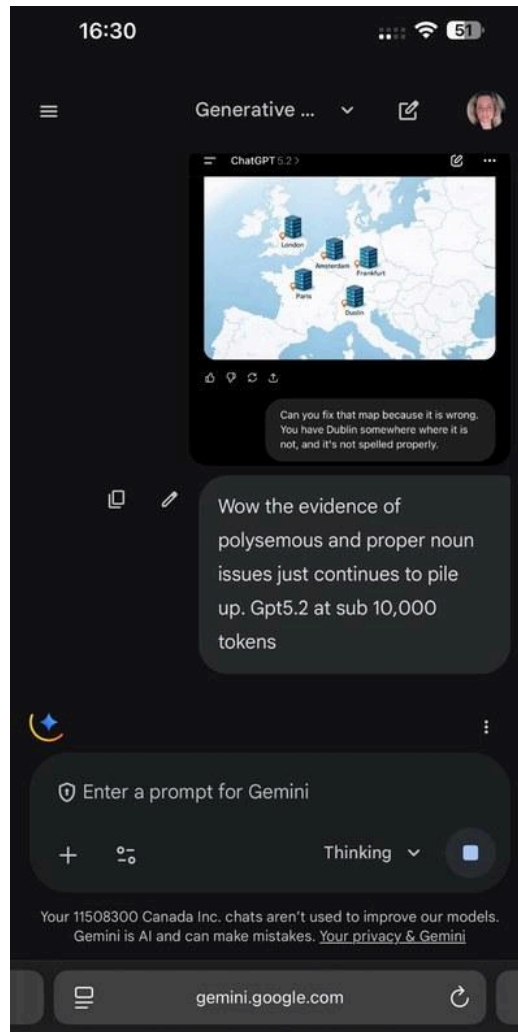 16:30
51
Generative ...
ChatGPT 5.2 >
London
Amsterdam
Frankfurt
Paris
Duolin
Can you fix that map because it is wrong.
You have Dublin somewhere where it is
not, and it's not spelled properly.
Wow the evidence of
polysemous and proper noun
issues just continues to pile
up. Gpt5.2 at sub 10,000
tokens
Enter a prompt for Gemini
Thinking
Your 11508300 Canada Inc. chats aren't used to improve our models.
Gemini is AI and can make mistakes. Your privacy & Gemini
gemini.google.com